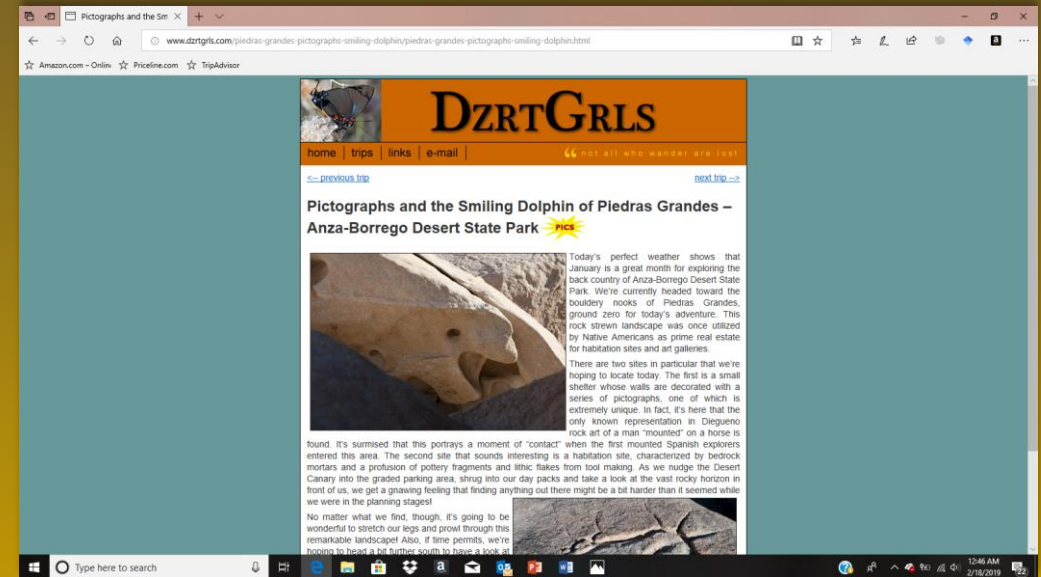 Pictographs and the Sm
www.dzrtgrls.com/piedras-grandes-pictographs-smiling-dolphin/piedras-grandes-pictographs-smiling-dolphin.html
Amazon.com – Onlin
Priceline.com
TripAdvisor
DZRTGRLS
home | trips | links | e-mail |
“ not all who wander are lost
<-- previous trip
next trip -->
Pictographs and the Smiling Dolphin of Piedras Grandes –
Anza-Borrego Desert State Park PICS
Today's perfect weather shows that
January is a great month for exploring the
back country of Anza-Borrego Desert State
Park. We're currently headed toward the
bouldery nooks of Piedras Grandes,
ground zero for today's adventure. This
rock strewn landscape was once utilized
by Native Americans as prime real estate
for habitation sites and art galleries.
There are two sites in particular that we're
hoping to locate today. The first is a small
shelter whose walls are decorated with a
series of pictographs, one of which is
extremely unique. In fact, it's here that the
only known representation in Diegueno
rock art of a man "mounted" on a horse is
found. It's surmised that this portrays a moment of "contact" when the first mounted Spanish explorers
entered this area. The second site that sounds interesting is a habitation site, characterized by bedrock
mortars and a profusion of pottery fragments and lithic flakes from tool making. As we nudge the Desert
Canary into the graded parking area, shrug into our day packs and take a look at the vast rocky horizon in
front of us, we get a gnawing feeling that finding anything out there might be a bit harder than it seemed while
we were in the planning stages!
No matter what we find, though, it's going to be
wonderful to stretch our legs and prowl through this
remarkable landscape! Also, if time permits, we're
hoping to head a bit further south to have a look at
Type here to search
12:46 AM
2/18/2019